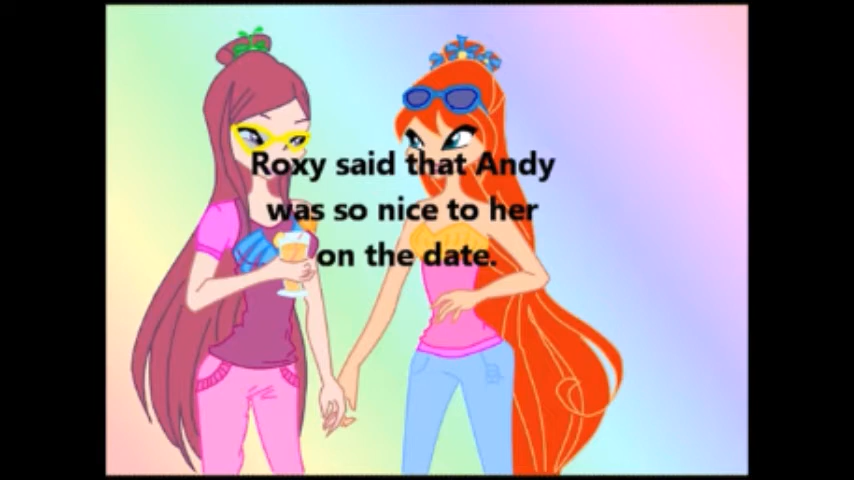 Roxy said that Andy
was so nice to her
on the date.